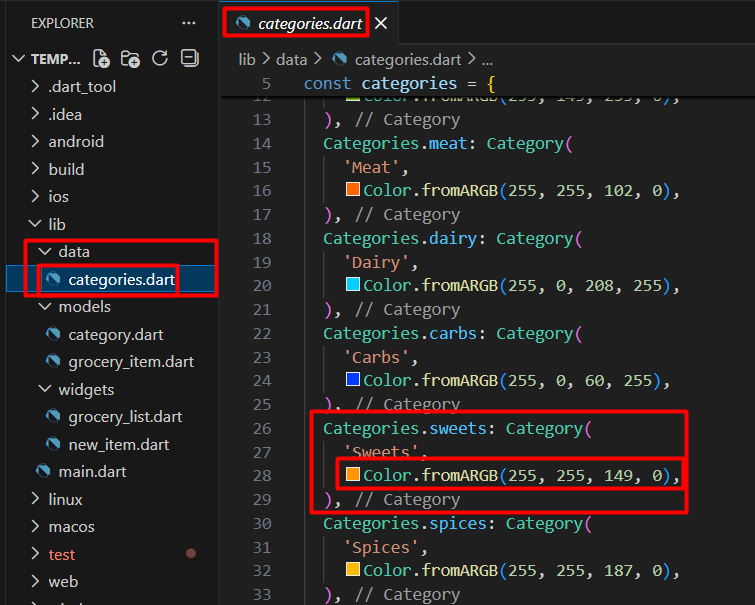 EXPLORER ...
TEMP...
.dart_tool
.idea
android
build
ios
lib
data
categories.dart
models
category.dart
grocery_item.dart
widgets
grocery_list.dart
new_item.dart
main.dart
linux
macos
test
web
categories.dart
lib > data > categories.dart > ...
5 const categories = {
12 Color.fromARGB(255, 145, 255, 0),
13 ), // Category
14 Categories.meat: Category(
15 'Meat',
16 Color.fromARGB(255, 255, 102, 0),
17 ), // Category
18 Categories.dairy: Category(
19 'Dairy',
20 Color.fromARGB(255, 0, 208, 255),
21 ), // Category
22 Categories.carbs: Category(
23 'Carbs',
24 Color.fromARGB(255, 0, 60, 255),
25 ), // Category
26 Categories.sweets: Category(
27 'Sweets',
28 Color.fromARGB(255, 255, 149, 0),
29 ), // Category
30 Categories.spices: Category(
31 'Spices',
32 Color.fromARGB(255, 255, 187, 0),
33 ), // Category